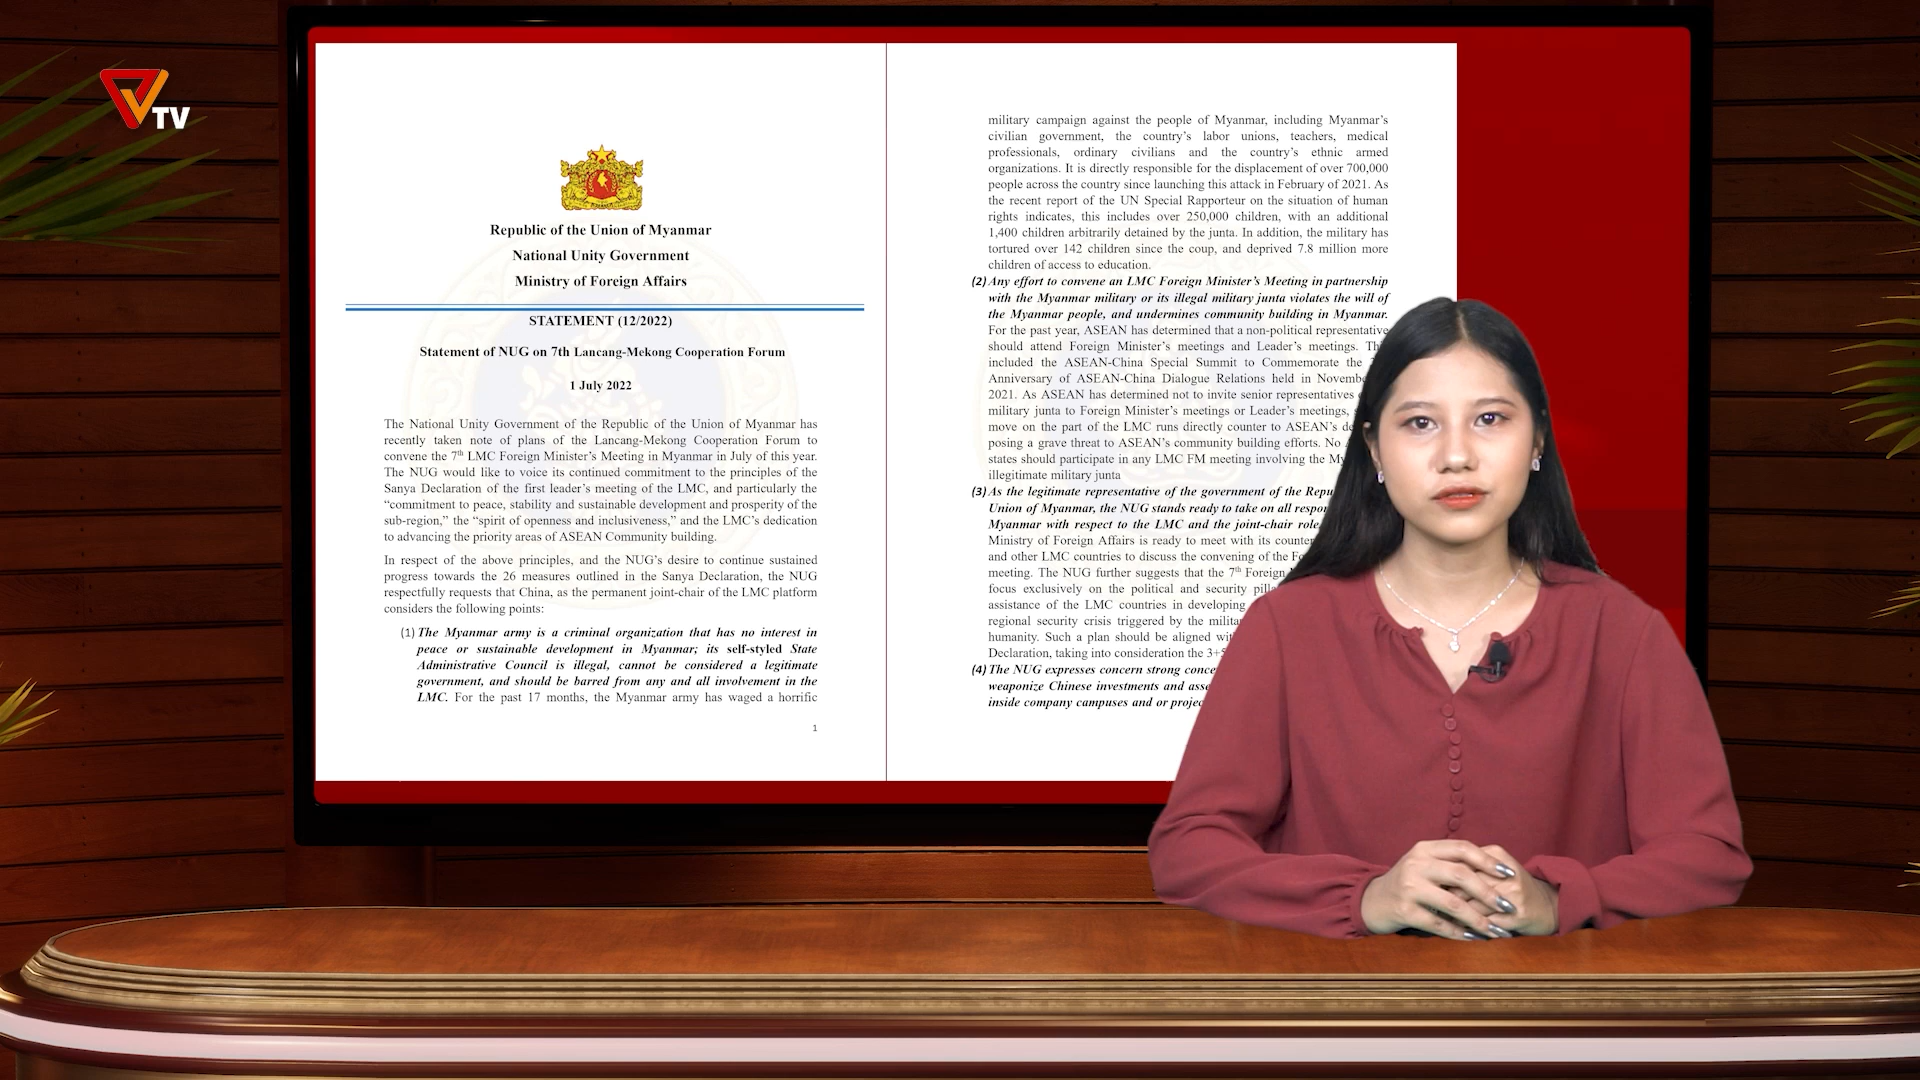 TV
Republic of the Union of Myanmar
National Unity Government
Ministry of Foreign Affairs
STATEMENT (12/2022)
Statement of NUG on 7th Lancang-Mekong Cooperation Forum
1 July 2022
The National Unity Government of the Republic of the Union of Myanmar has
recently taken note of plans of the Lancang-Mekong Cooperation Forum to
convene the 7th LMC Foreign Minister's Meeting in Myanmar in July of this year.
The NUG would like to voice its continued commitment to the principles of the
Sanya Declaration of the first leader's meeting of the LMC, and particularly the
“commitment to peace, stability and sustainable development and prosperity of the
sub-region,” the “spirit of openness and inclusiveness,” and the LMC's dedication
to advancing the priority areas of ASEAN Community building.
In respect of the above principles, and the NUG's desire to continue sustained
progress towards the 26 measures outlined in the Sanya Declaration, the NUG
respectfully requests that China, as the permanent joint-chair of the LMC platform
considers the following points:
(1) The Myanmar army is a criminal organization that has no interest in
peace or sustainable development in Myanmar; its self-styled State
Administrative Council is illegal, cannot be considered a legitimate
government, and should be barred from any and all involvement in the
LMC. For the past 17 months, the Myanmar army has waged a horrific
1
military campaign against the people of Myanmar, including Myanmar's
civilian government, the country's labor unions, teachers, medical
professionals, ordinary civilians and the country's ethnic armed
organizations. It is directly responsible for the displacement of over 700,000
people across the country since launching this attack in February of 2021. As
the recent report of the UN Special Rapporteur on the situation of human
rights indicates, this includes over 250,000 children, with an additional
1,400 children arbitrarily detained by the junta. In addition, the military has
tortured over 142 children since the coup, and deprived 7.8 million more
children of access to education.
(2) Any effort to convene an LMC Foreign Minister's Meeting in partnership
with the Myanmar military or its illegal military junta violates the will of
the Myanmar people, and undermines community building in Myanmar.
For the past year, ASEAN has determined that a non-political representative
should attend Foreign Minister's meetings and Leader's meetings.
included the ASEAN-China Special Summit to Commemorate the
Anniversary of ASEAN-China Dialogue Relations held in
2021. As ASEAN has determined not to invite senior representatives
military junta to Foreign Minister's meetings or Leader's meetings,
move on the part of the LMC runs directly counter to ASEAN's
posing a grave threat to ASEAN's community building efforts. No
states should participate in any LMC FM meeting involving the
illegitimate military junta
(3) As the legitimate representative of the government of the
Union of Myanmar, the NUG stands ready to take on all
Myanmar with respect to the LMC and the joint-chair role
Ministry of Foreign Affairs is ready to meet with its
and other LMC countries to discuss the convening of the
meeting. The NUG further suggests that the 7th Foreign
focus exclusively on the political and security
assistance of the LMC countries in developing
regional security crisis triggered by the
humanity. Such a plan should be aligned
Declaration, taking into consideration the
(4) The NUG expresses concern strong
weaponize Chinese investments and
inside company campuses and or